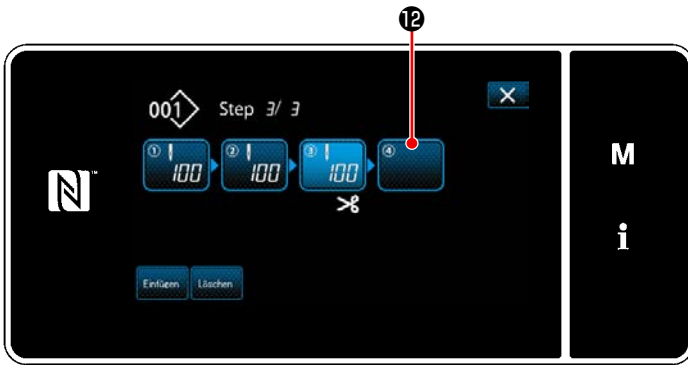 ⓬
001 Step 3/ 3
① 100 ② 100 ③ 100 ④
M
i
Einfügen Löschen